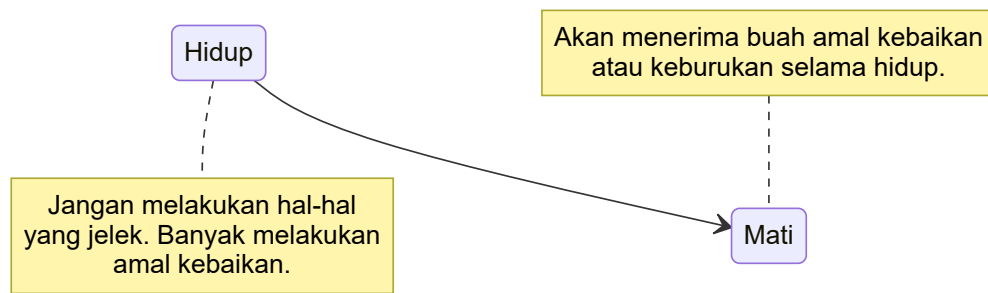 Hidup
Akan menerima buah amal kebaikan
atau keburukan selama hidup.
Jangan melakukan hal-hal
yang jelek. Banyak melakukan
amal kebaikan.
Mati